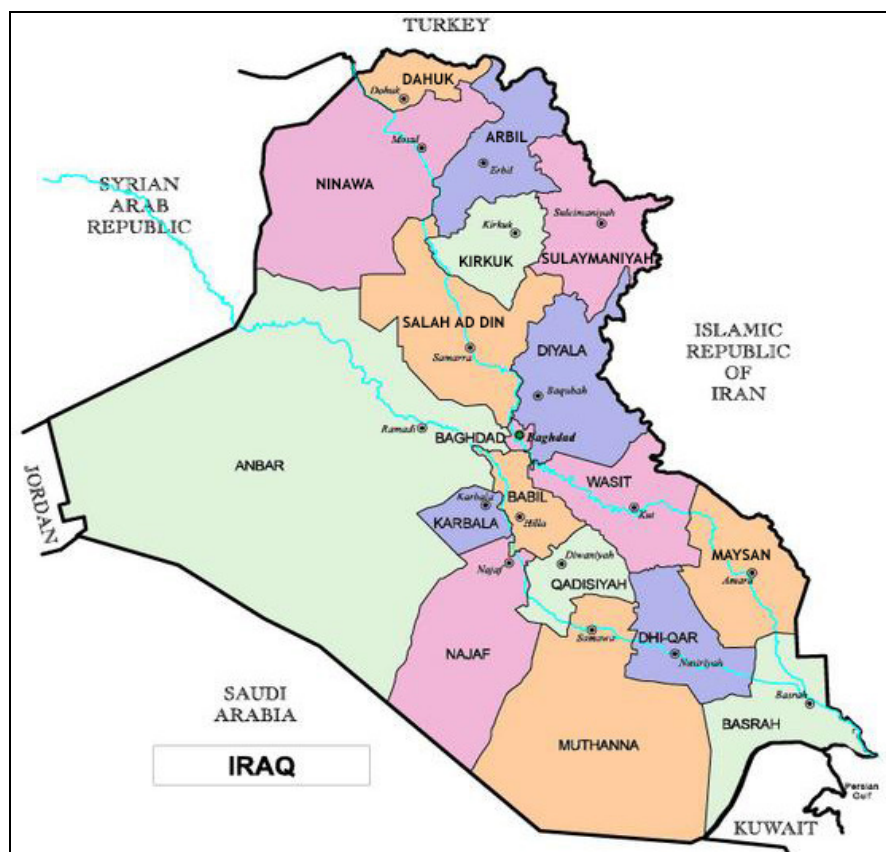 TURKEY
DAHUK
Dohuk
ARBIL
Mosul
Erbil
NINAWA
SYRIAN
ARAB
REPUBLIC
Suleimaniyah
Kirkuk
KIRKUK
SULAYMANIYAH
SALAH AD DIN
Samarra
DIYALA
ISLAMIC
REPUBLIC
OF
IRAN
Baqubah
Ramadi
BAGHDAD
Baghdad
ANBAR
JORDAN
WASIT
Karbala
BABIL
KARBALA
Hilla
Kut
MAYSAN
Diwaniyah
Najaf
QADISIYAH
Amara
Samawa
DHI-QAR
NAJAF
Nasiriyah
SAUDI
ARABIA
Basrah
BASRAH
MUTHANNA
IRAQ
Persian
Gulf
KUWAIT